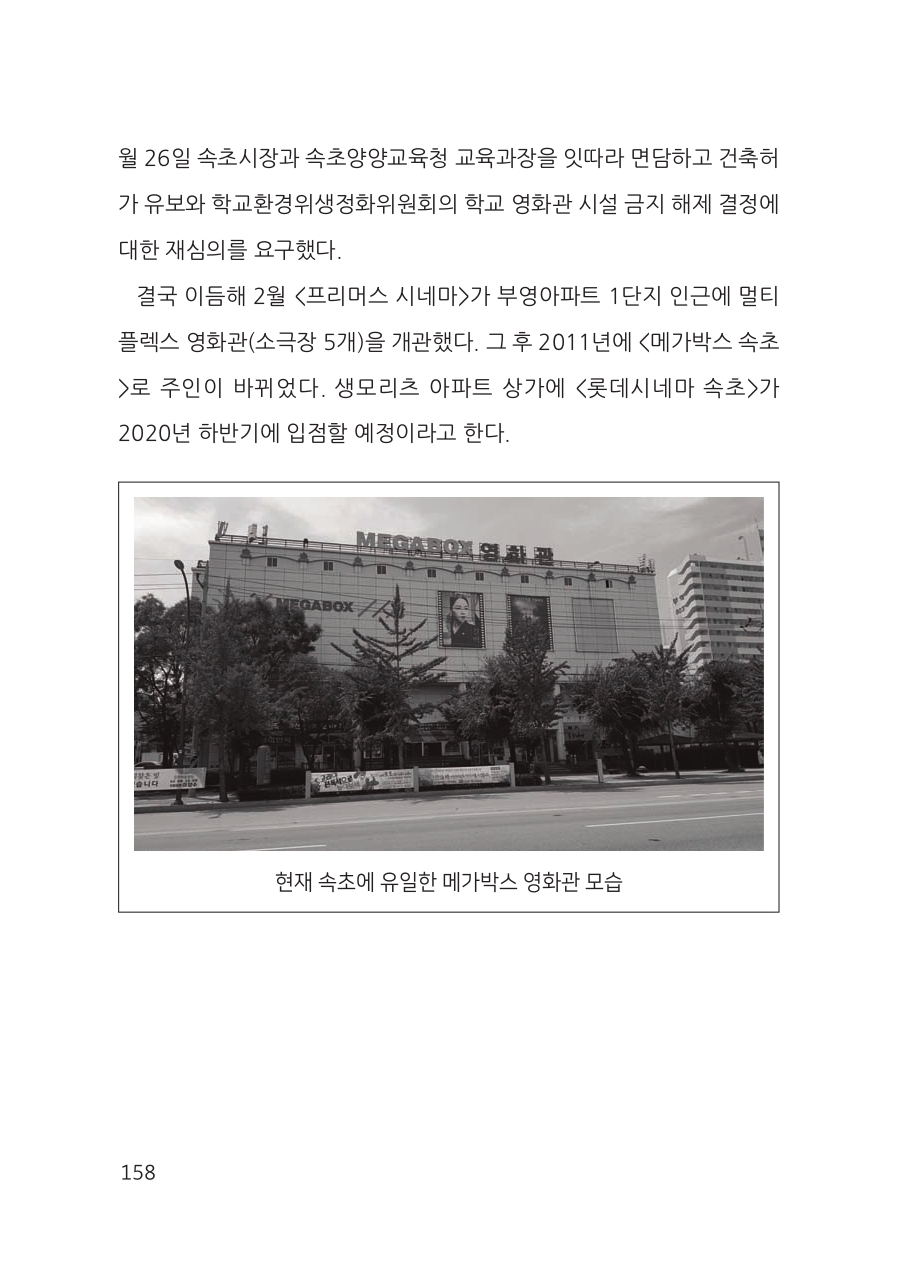 월 26일 속초시장과 속초양양교육청 교육과장을 잇따라 면담하고 건축허
가 유보와 학교환경위생정화위원회의 학교 영화관 시설 금지 해제 결정에
대한 재심의를 요구했다.
결국 이듬해 2월 <프리머스 시네마>가 부영아파트 1단지 인근에 멀티
플렉스 영화관(소극장 5개)을 개관했다. 그 후 2011년에 <메가박스 속초
>로 주인이 바뀌었다. 생모리츠 아파트 상가에 <롯데시네마 속초>가
2020년 하반기에 입점할 예정이라고 한다.
MEGABOX 영화관
MEGABOX
현재 속초에 유일한 메가박스 영화관 모습
158